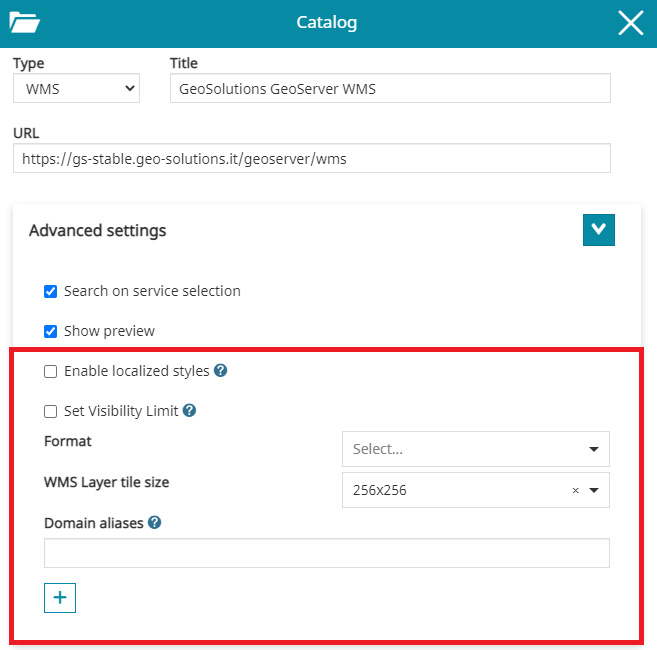 Catalog
Type
Title
WMS
GeoSolutions GeoServer WMS
URL
https://gs-stable.geo-solutions.it/geoserver/wms
Advanced settings
Search on service selection
Show preview
Enable localized styles ?
Set Visibility Limit ?
Format
Select...
WMS Layer tile size
256x256 ×
Domain aliases ?
+